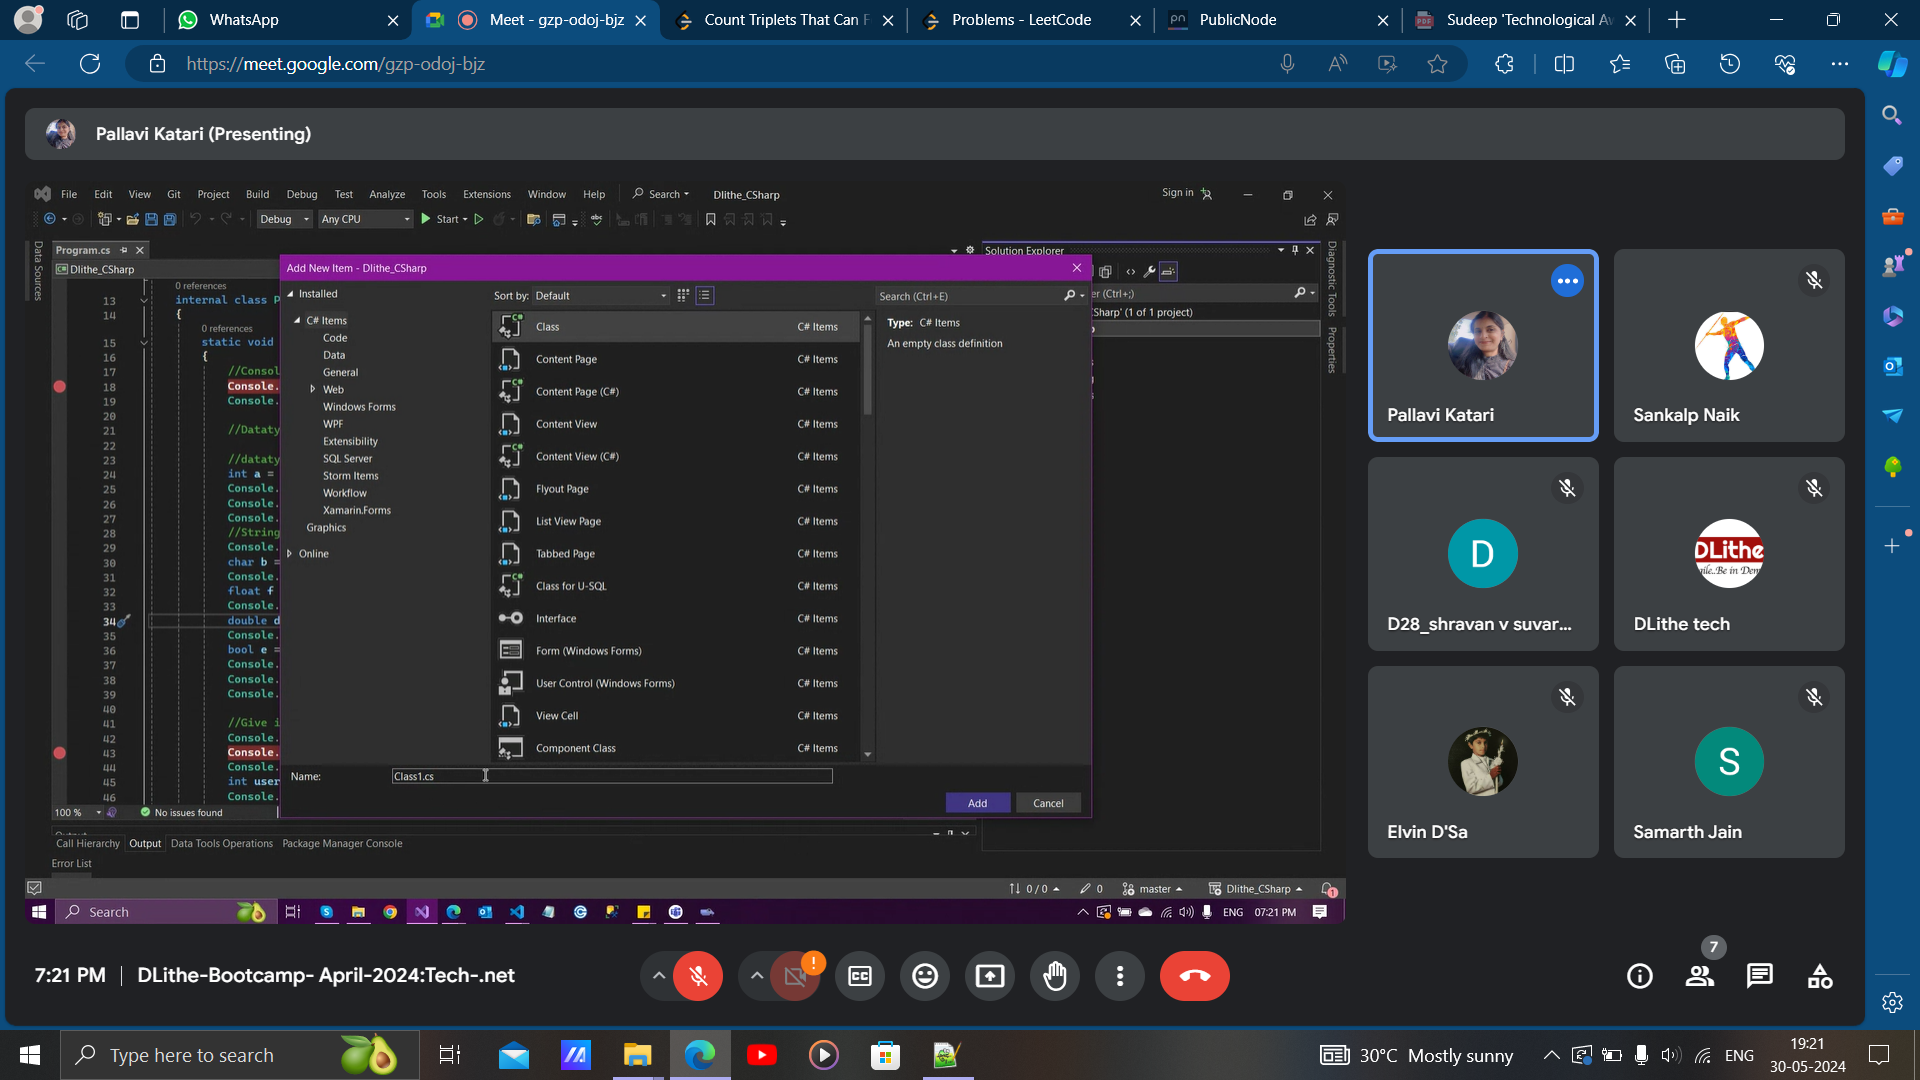 WhatsApp
Meet - gzp-odoj-bjz
Count Triplets That Can F
Problems - LeetCode
PublicNode
Sudeep 'Technological Aw
https://meet.google.com/gzp-odoj-bjz
Pallavi Katari (Presenting)
File Edit View Git Project Build Debug Test Analyze Tools Extensions Window Help Search Dlithe_CSharp Sign in
Debug Any CPU Start
Data Sources
Program.cs
Dlithe_CSharp
Solution Explorer
Diagnostic Tools
Properties
er (Ctrl+;)
CSharp' (1 of 1 project)
0 references
13 internal class P
14 {
0 references
15 static void
16 {
17 //Consol
18 Console.
19 Console.
20
21 //Dataty
22
23 //dataty
24 int a =
25 Console.
26 Console.
27 Console.
28 //String
29 Console.
30 char b =
31 Console.
32 float f
33 Console.
34 double d
35 Console.
36 bool e =
37 Console.
38 Console.
39 Console.
40
41 //Give i
42 Console.
43 Console.
44 Console.
45 int user
46 Console.
Add New Item - Dlithe_CSharp
Installed
C# Items
Code
Data
General
Web
Windows Forms
WPF
Extensibility
SQL Server
Storm Items
Workflow
Xamarin.Forms
Graphics
Online
Sort by: Default
Search (Ctrl+E)
Class C# Items
Content Page C# Items
Content Page (C#) C# Items
Content View C# Items
Content View (C#) C# Items
Flyout Page C# Items
List View Page C# Items
Tabbed Page C# Items
Class for U-SQL C# Items
Interface C# Items
Form (Windows Forms) C# Items
User Control (Windows Forms) C# Items
View Cell C# Items
Component Class C# Items
Type: C# Items
An empty class definition
Name: Class1.cs
Add Cancel
100 % No issues found
Output
Call Hierarchy Output Data Tools Operations Package Manager Console
Error List
0 / 0 0 master Dlithe_CSharp 1
Search
ENG 07:21 PM
Pallavi Katari
Sankalp Naik
D
D28_shravan v suvar...
DLithe
DLithe tech
Elvin D'Sa
S
Samarth Jain
7:21 PM | DLithe-Bootcamp- April-2024:Tech-.net
7
Type here to search
30°C Mostly sunny
ENG
19:21
30-05-2024